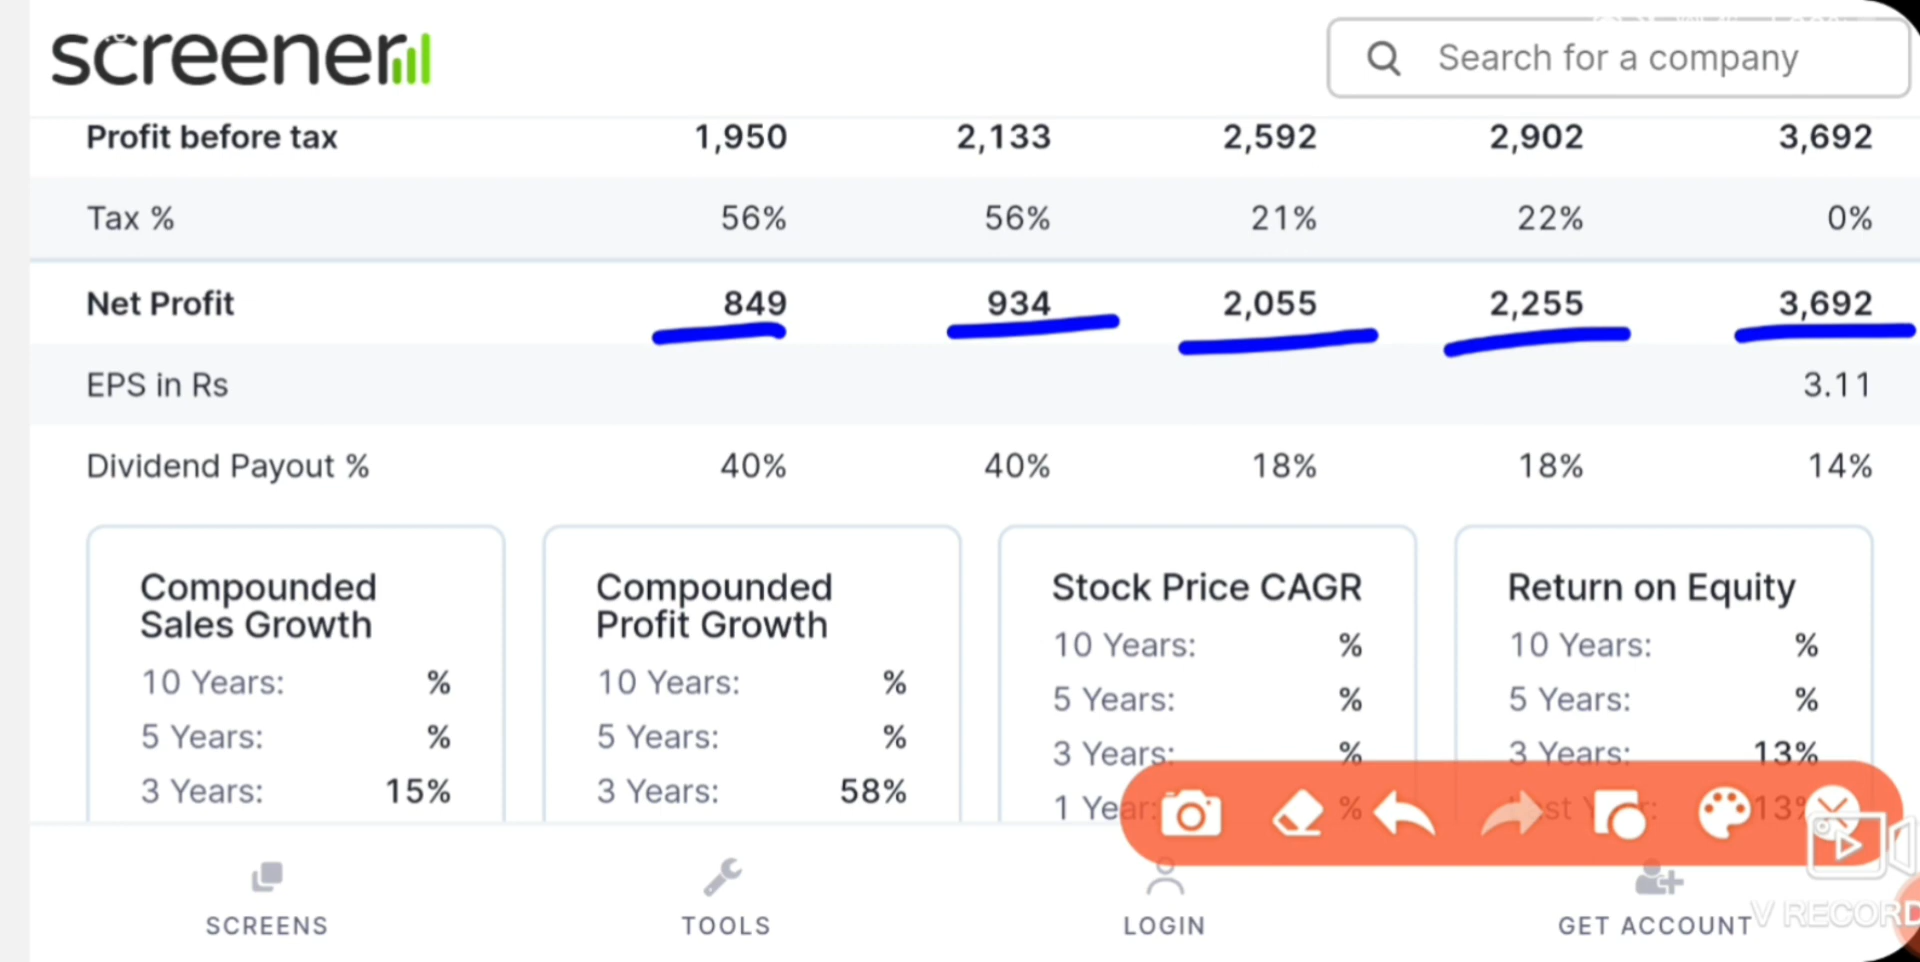 screener
Search for a company
Profit before tax 1,950 2,133 2,592 2,902 3,692
Tax % 56% 56% 21% 22% 0%
Net Profit 849 934 2,055 2,255 3,692
EPS in Rs 3.11
Dividend Payout % 40% 40% 18% 18% 14%
Compounded
Sales Growth
10 Years: %
5 Years: %
3 Years: 15%
Compounded
Profit Growth
10 Years: %
5 Years: %
3 Years: 58%
Stock Price CAGR
10 Years: %
5 Years: %
3 Years: %
1 Year: %
Return on Equity
10 Years: %
5 Years: %
3 Years: 13%
SCREENS
TOOLS
LOGIN
GET ACCOUNT
V RECORD